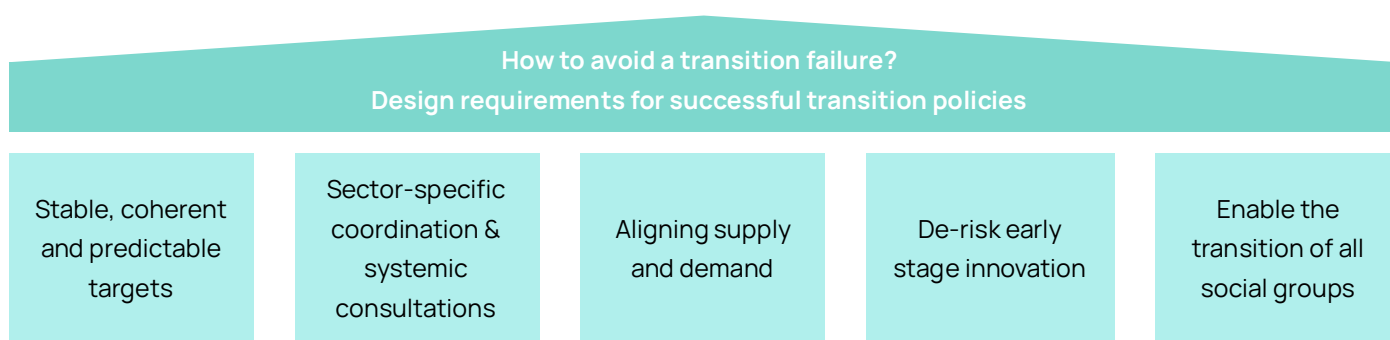 How to avoid a transition failure?
Design requirements for successful transition policies
Stable, coherent
and predictable
targets
Sector-specific
coordination &
systemic
consultations
Aligning supply
and demand
De-risk early
stage innovation
Enable the
transition of all
social groups